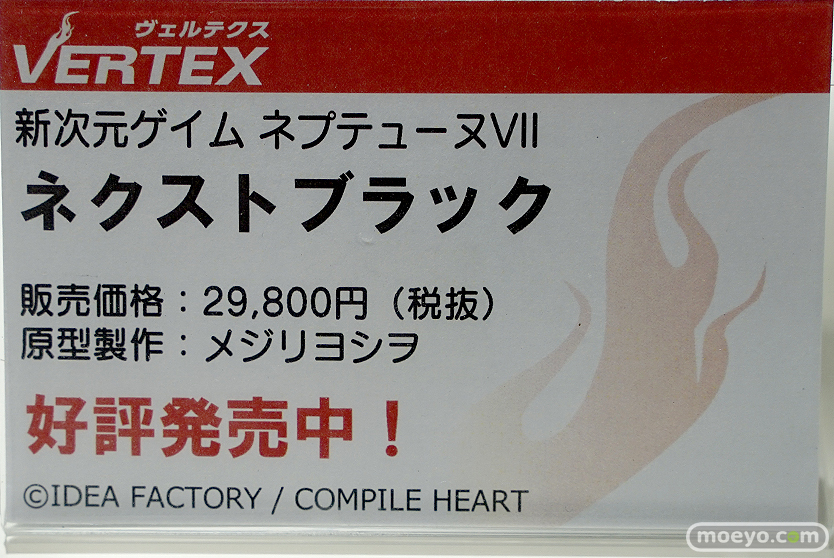 ヴェルテクス
VERTEX
新次元ゲイム ネプテューヌVII
ネクストブラック
販売価格：29,800円（税抜）
原型製作：メジリヨシヲ
好評発売中！
©IDEA FACTORY / COMPILE HEART
moeyo.com